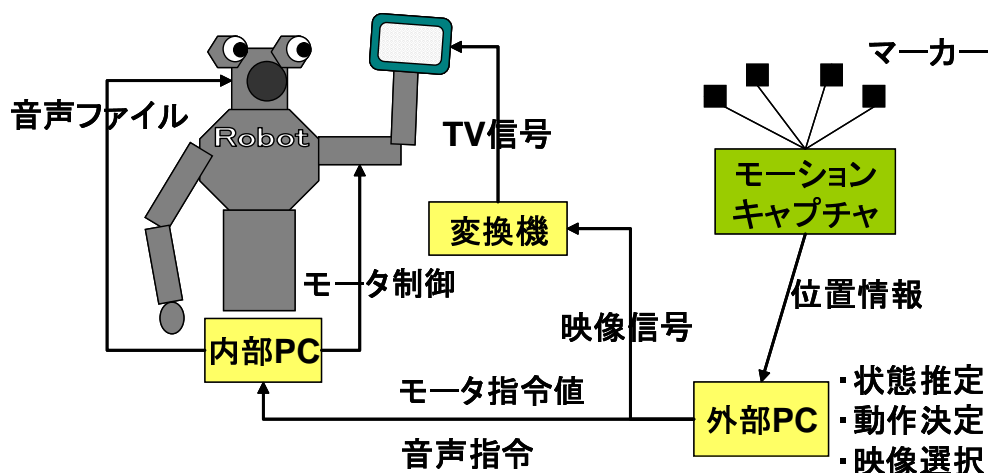 マーカー
音声ファイル
Robot
TV信号
モーション
キャプチャ
変換機
モータ制御
位置情報
映像信号
内部PC
モータ指令値
音声指令
外部PC
・状態推定
・動作決定
・映像選択